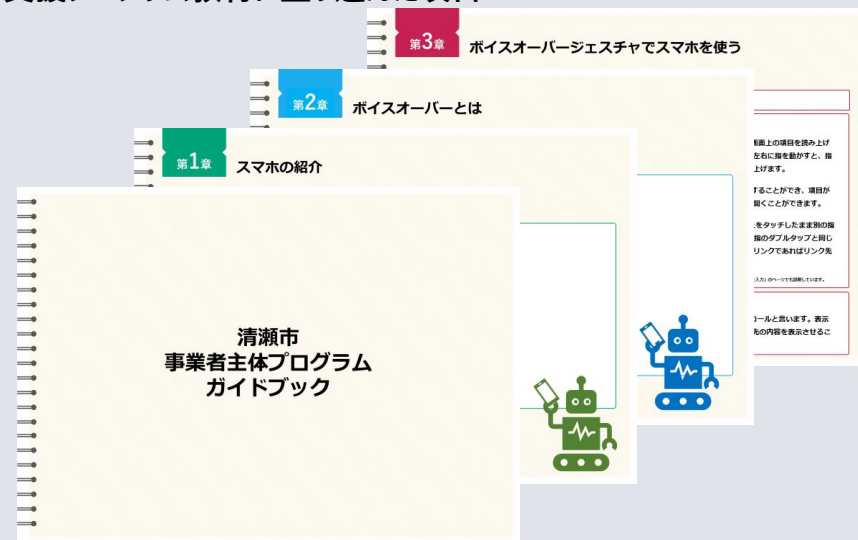 第3章 ボイスオーバージェスチャでスマホを使う
第2章 ボイスオーバーとは
第1章 スマホの紹介
画面上の項目を読み上げ
左右に指を動かすと、指
上げます。
することができ、項目が
聞くことができます。
をタッチしたまま別の指
指のダブルタップと同じ
リンクであればリンク先
入力」のページでも説明しています。
ロールと言います。表示
先の内容を表示させるこ
清瀬市
事業者主体プログラム
ガイドブック